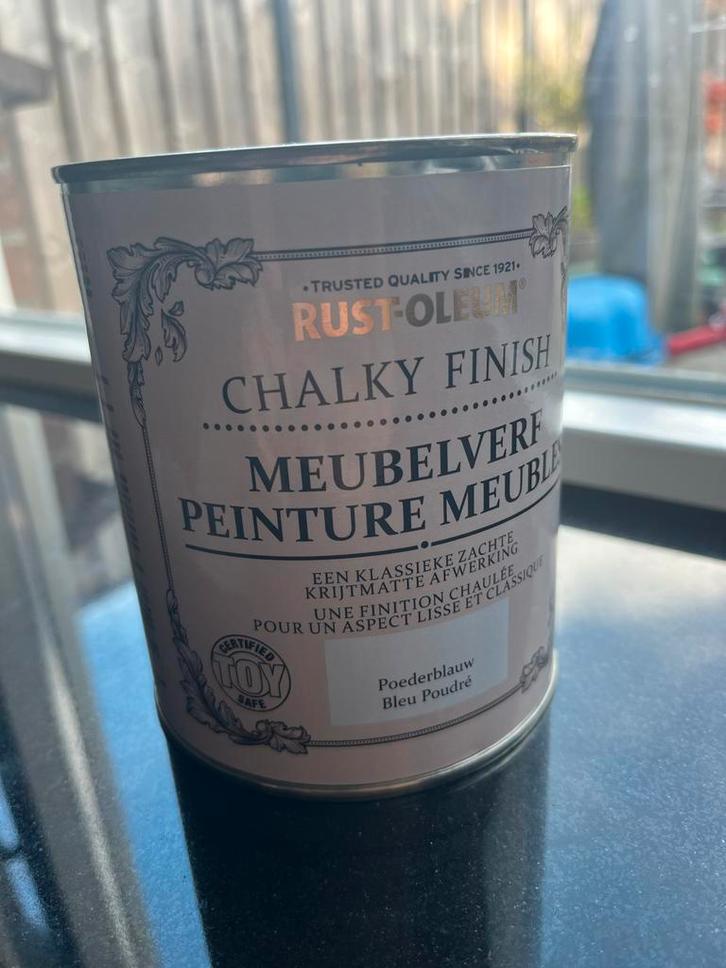 •TRUSTED QUALITY SINCE 1921•
RUST-OLEUM®
CHALKY FINISH
MEUBELVERF
PEINTURE MEUBLES
EEN KLASSIEKE ZACHTE
KRIJTMATTE AFWERKING
UNE FINITION CHAULÉE
POUR UN ASPECT LISSE ET CLASSIQUE
CERTIFIED
TOY
SAFE
Poederblauw
Bleu Poudré